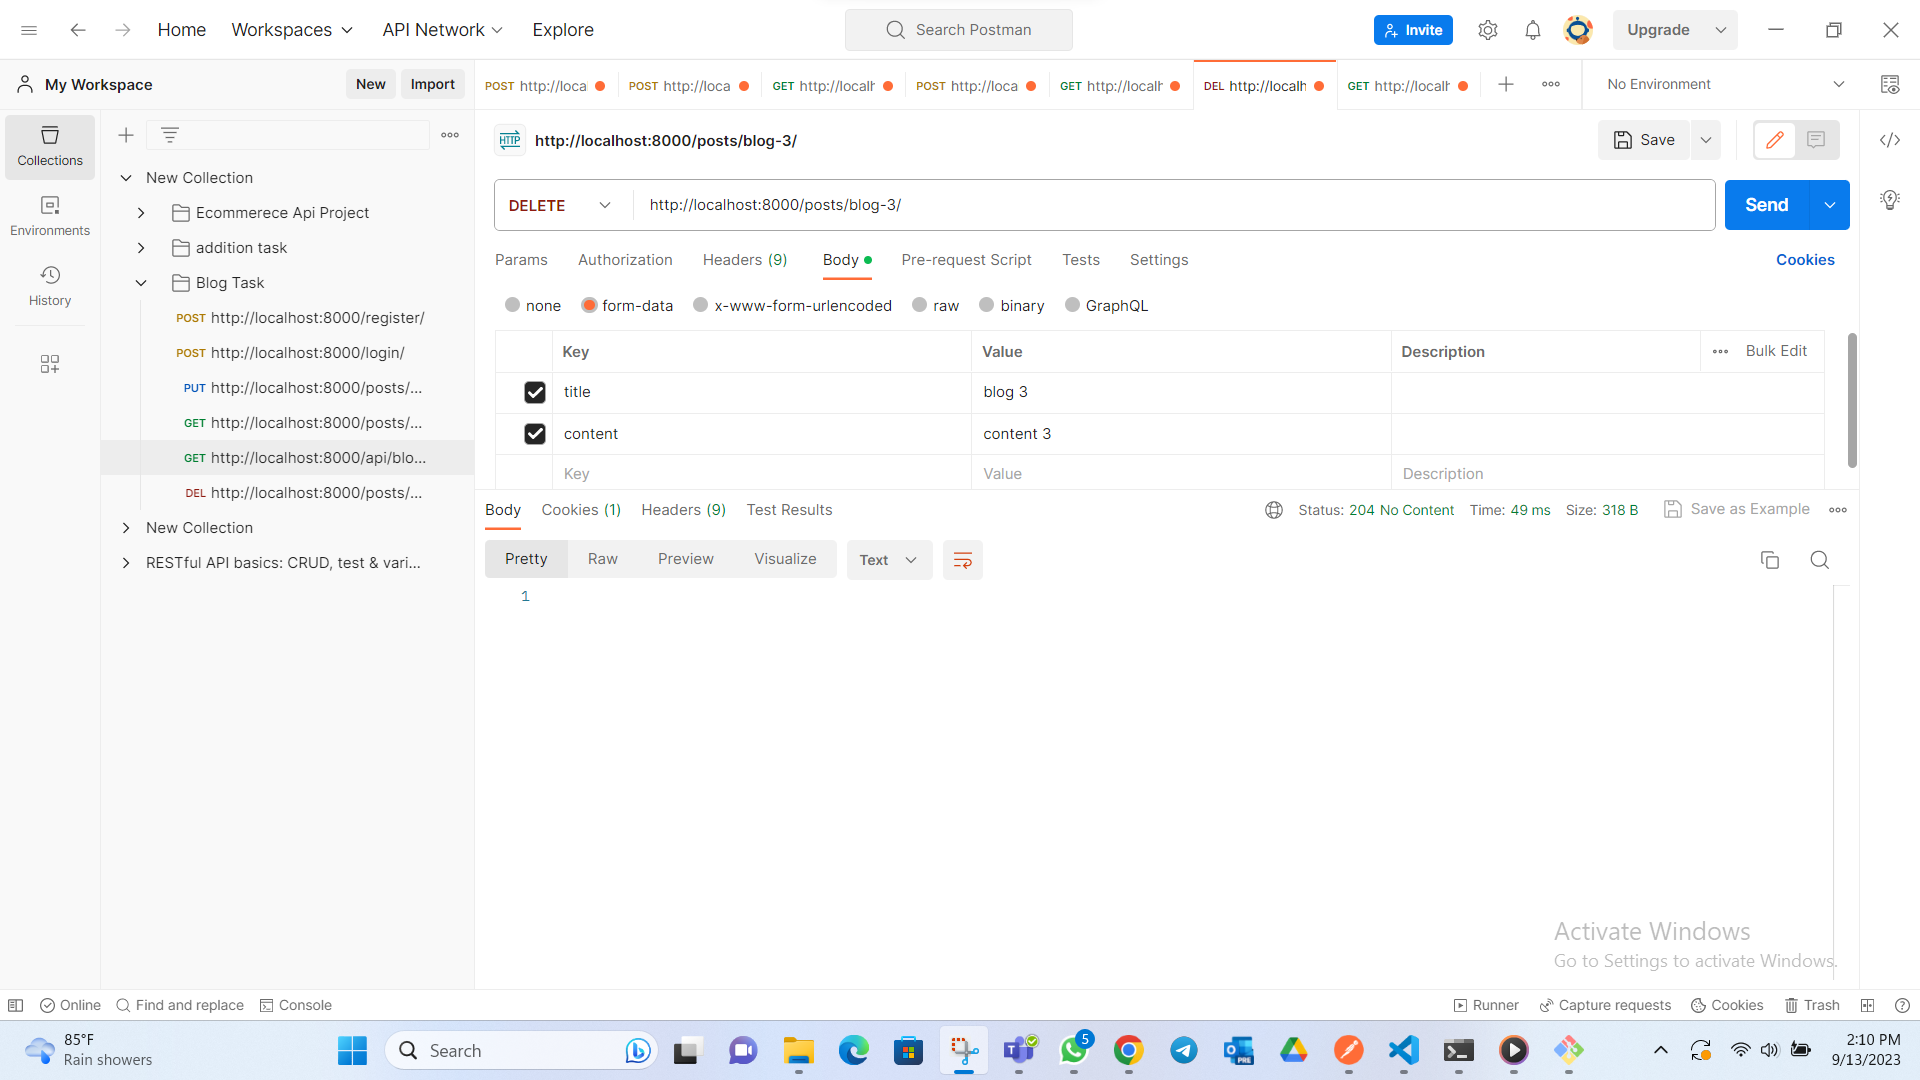 Home Workspaces API Network Explore Search Postman Invite Upgrade
My Workspace New Import POST http://loca POST http://loca GET http://localh POST http://loca GET http://localh DEL http://localh GET http://localh No Environment
Collections
Environments
History
New Collection
Ecommerece Api Project
addition task
Blog Task
POST http://localhost:8000/register/
POST http://localhost:8000/login/
PUT http://localhost:8000/posts/...
GET http://localhost:8000/posts/...
GET http://localhost:8000/api/blo...
DEL http://localhost:8000/posts/...
New Collection
RESTful API basics: CRUD, test & vari...
HTTP http://localhost:8000/posts/blog-3/ Save
DELETE http://localhost:8000/posts/blog-3/ Send
Params Authorization Headers (9) Body Pre-request Script Tests Settings Cookies
none form-data x-www-form-urlencoded raw binary GraphQL
Key Value Description Bulk Edit
title blog 3
content content 3
Key Value Description
Body Cookies (1) Headers (9) Test Results Status: 204 No Content Time: 49 ms Size: 318 B Save as Example
Pretty Raw Preview Visualize Text
1
Activate Windows
Go to Settings to activate Windows.
Online Find and replace Console Runner Capture requests Cookies Trash
85°F
Rain showers
Search
5
PRE
2:10 PM
9/13/2023